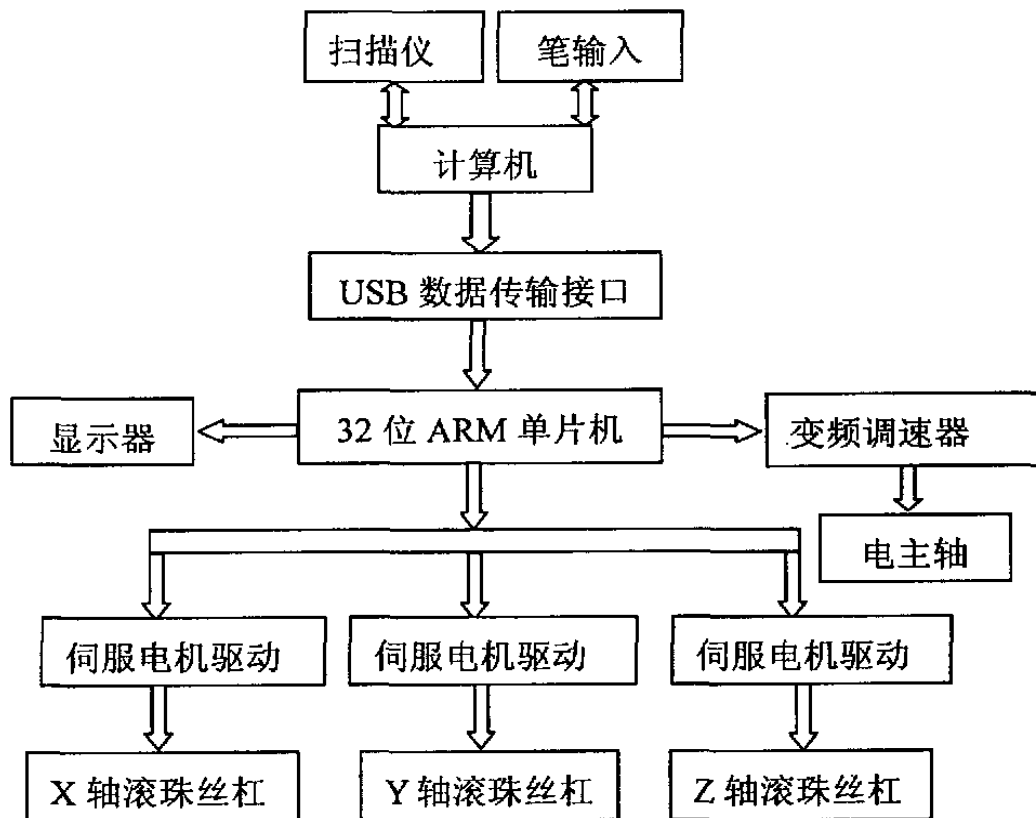 扫描仪
笔输入
计算机
USB 数据传输接口
显示器
32 位 ARM 单片机
变频调速器
电主轴
伺服电机驱动
伺服电机驱动
伺服电机驱动
X 轴滚珠丝杠
Y 轴滚珠丝杠
Z 轴滚珠丝杠